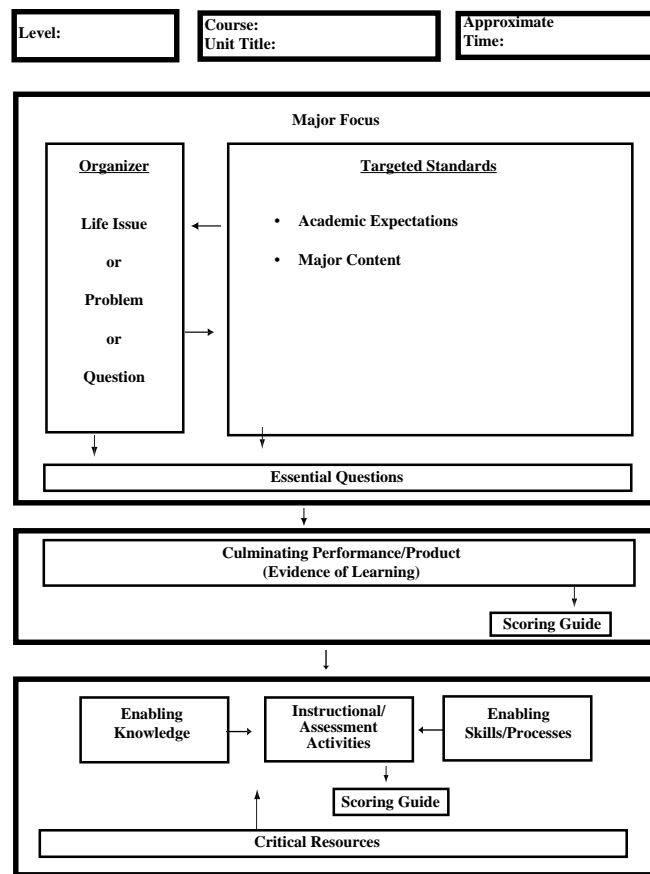 Level:
Course:
Unit Title:
Approximate
Time:
Major Focus
Organizer
Life Issue
or
Problem
or
Question
Targeted Standards
• Academic Expectations
• Major Content
Essential Questions
Culminating Performance/Product
(Evidence of Learning)
Scoring Guide
Enabling
Knowledge
Instructional/
Assessment
Activities
Enabling
Skills/Processes
Scoring Guide
Critical Resources